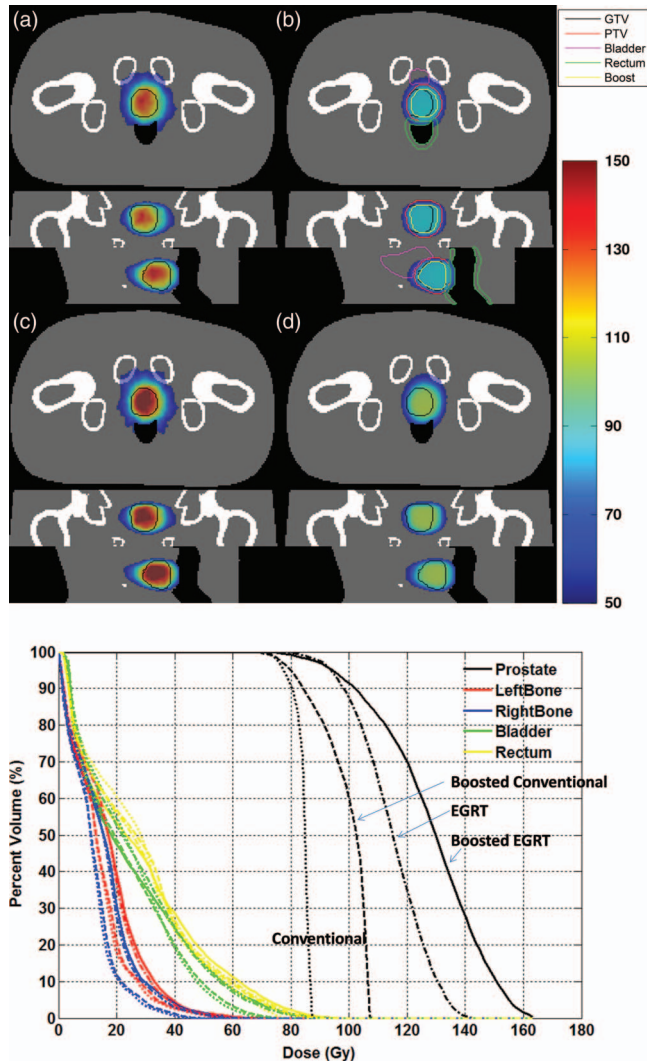 (a)
(b)
GTV
PTV
Bladder
Rectum
Boost
150
130
110
90
70
50
(c)
(d)
100
90
80
70
60
50
40
30
20
10
0
Percent Volume (%)
Prostate
LeftBone
RightBone
Bladder
Rectum
Boosted Conventional
EGRT
Boosted EGRT
Conventional
0 20 40 60 80 100 120 140 160 180
Dose (Gy)